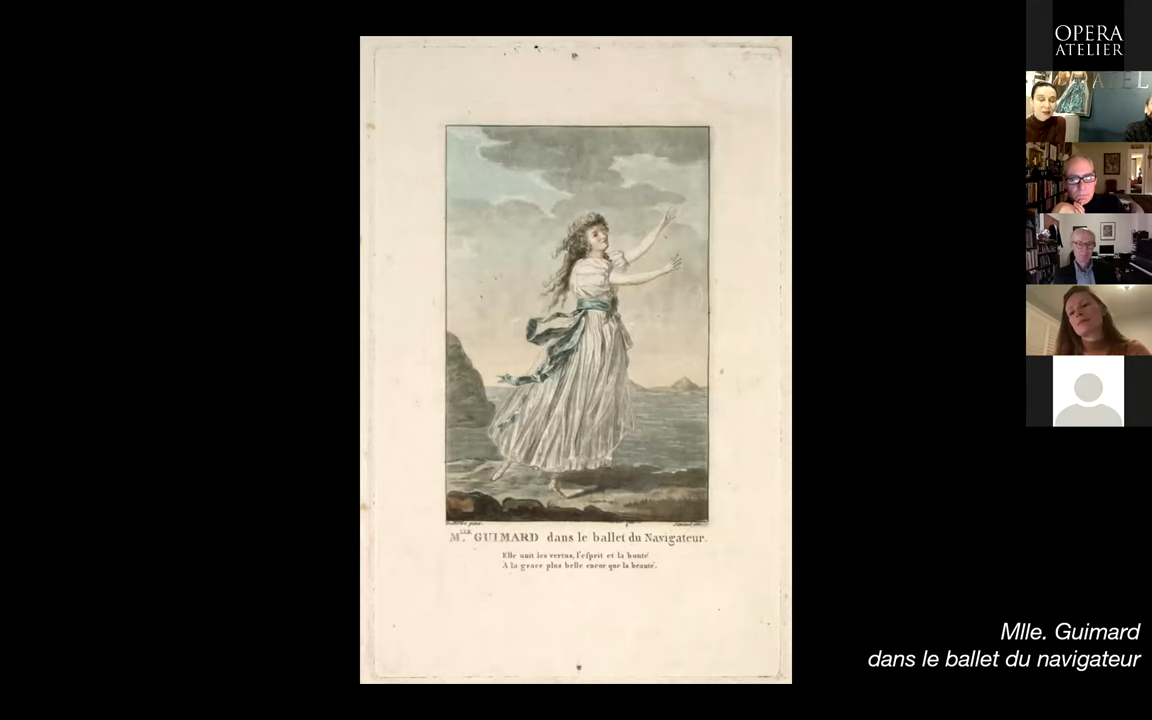 OPERA
ATELIER
MLLE GUIMARD dans le ballet du Navigateur.
Elle unit les vertus, l'esprit et la bonté
A la grace plus belle encor que la beauté.
Mlle. Guimard
dans le ballet du navigateur